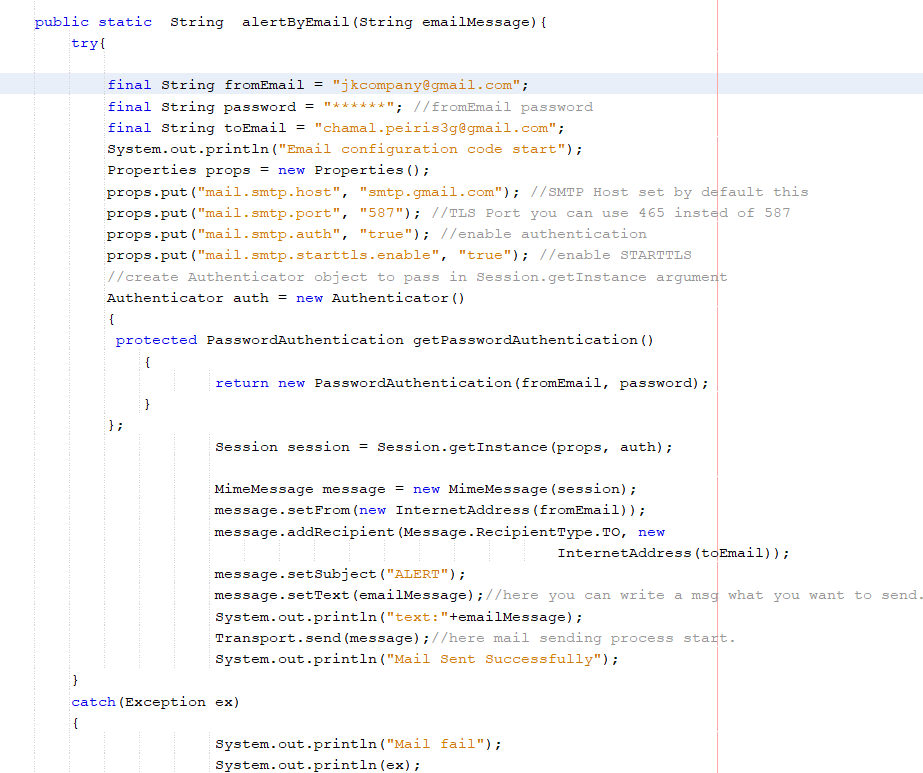 public static  String  alertByEmail(String emailMessage){
try{
final String fromEmail = "jkcompany@gmail.com";
final String password = "******"; //fromEmail password
final String toEmail = "chamal.peiris3g@gmail.com";
System.out.println("Email configuration code start");
Properties props = new Properties();
props.put("mail.smtp.host", "smtp.gmail.com"); //SMTP Host set by default this
props.put("mail.smtp.port", "587"); //TLS Port you can use 465 insted of 587
props.put("mail.smtp.auth", "true"); //enable authentication
props.put("mail.smtp.starttls.enable", "true"); //enable STARTTLS
//create Authenticator object to pass in Session.getInstance argument
Authenticator auth = new Authenticator()
{
protected PasswordAuthentication getPasswordAuthentication()
{
return new PasswordAuthentication(fromEmail, password);
}
};
Session session = Session.getInstance(props, auth);
MimeMessage message = new MimeMessage(session);
message.setFrom(new InternetAddress(fromEmail));
message.addRecipient(Message.RecipientType.TO, new
InternetAddress(toEmail));
message.setSubject("ALERT");
message.setText(emailMessage);//here you can write a msg what you want to send.
System.out.println("text:"+emailMessage);
Transport.send(message);//here mail sending process start.
System.out.println("Mail Sent Successfully");
}
catch(Exception ex)
{
System.out.println("Mail fail");
System.out.println(ex);